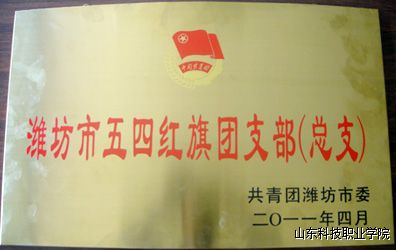 中国共青团
潍坊市五四红旗团支部(总支)
共青团潍坊市委
二〇一一年四月
山东科技职业学院